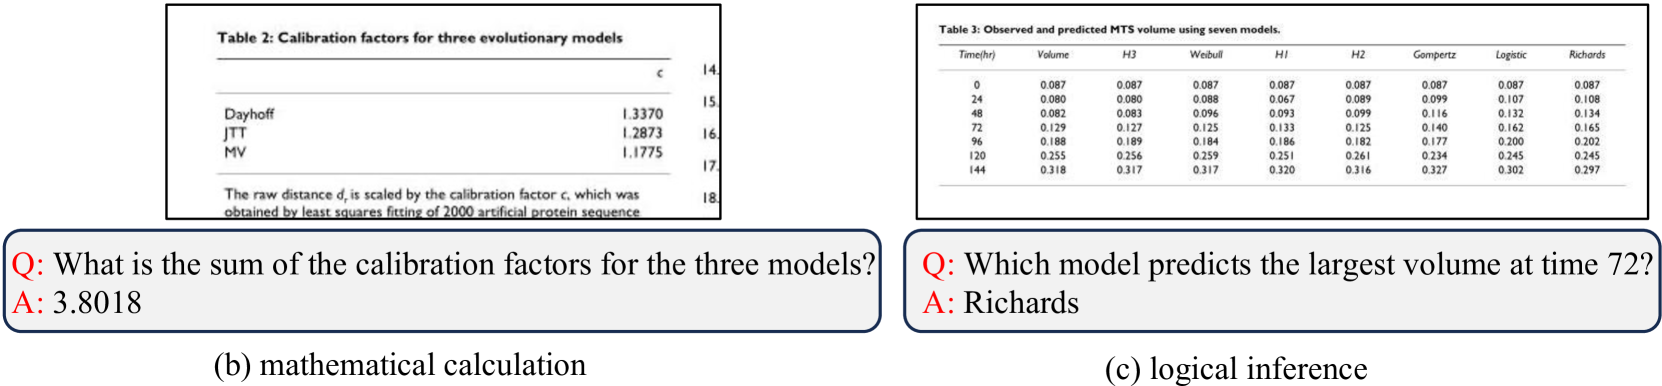 Table 2: Calibration factors for three evolutionary models
c
Dayhoff 1.3370
JTT 1.2873
MV 1.1775
The raw distance dr is scaled by the calibration factor c, which was
obtained by least squares fitting of 2000 artificial protein sequence
14.
15.
16.
17.
18.
Q: What is the sum of the calibration factors for the three models?
A: 3.8018
(b) mathematical calculation
Table 3: Observed and predicted MTS volume using seven models.
Time(hr) Volume H3 Weibull H1 H2 Gompertz Logistic Richards
0 0.087 0.087 0.087 0.087 0.087 0.087 0.087 0.087
24 0.080 0.080 0.088 0.067 0.089 0.099 0.107 0.108
48 0.082 0.083 0.096 0.093 0.099 0.116 0.132 0.134
72 0.129 0.127 0.125 0.133 0.125 0.140 0.162 0.165
96 0.188 0.189 0.184 0.186 0.182 0.177 0.200 0.202
120 0.255 0.256 0.259 0.251 0.261 0.234 0.245 0.245
144 0.318 0.317 0.317 0.320 0.316 0.327 0.302 0.297
Q: Which model predicts the largest volume at time 72?
A: Richards
(c) logical inference